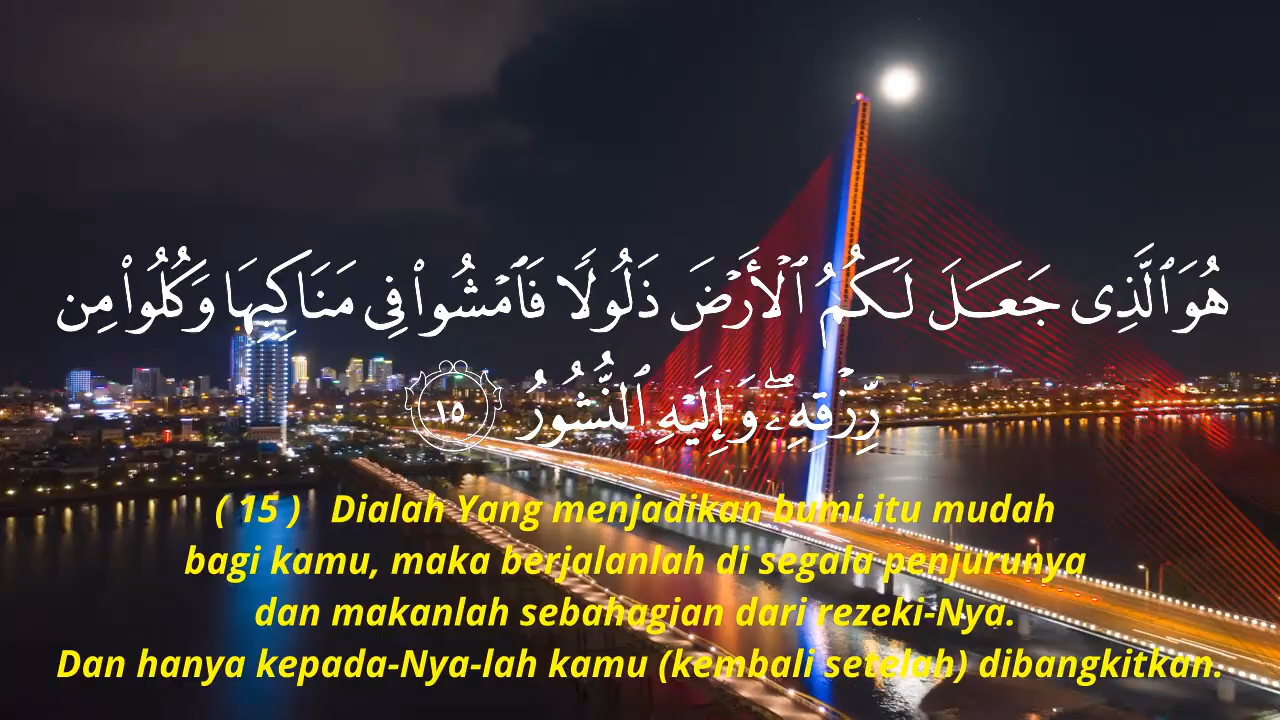 هُوَ ٱلَّذِى جَعَلَ لَكُمُ ٱلْأَرْضَ ذَلُولًا فَٱمْشُوا۟ فِى مَنَاكِبِهَا وَكُلُوا۟ مِن
رِّزْقِهِۦ ۖ وَإِلَيْهِ ٱلنُّشُورُ ١٥
( 15 ) Dialah Yang menjadikan bumi itu mudah
bagi kamu, maka berjalanlah di segala penjurunya
dan makanlah sebahagian dari rezeki-Nya.
Dan hanya kepada-Nya-lah kamu (kembali setelah) dibangkitkan.